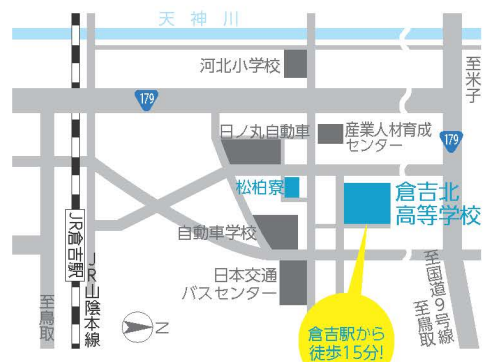 天神川
河北小学校
至米子
179
日ノ丸自動車
産業人材育成
センター
179
松柏寮
倉吉北
高等学校
JR倉吉駅
JR山陰本線
自動車学校
日本交通
バスセンター
至国道9号線
至鳥取
至鳥取
N
倉吉駅から
徒歩15分!